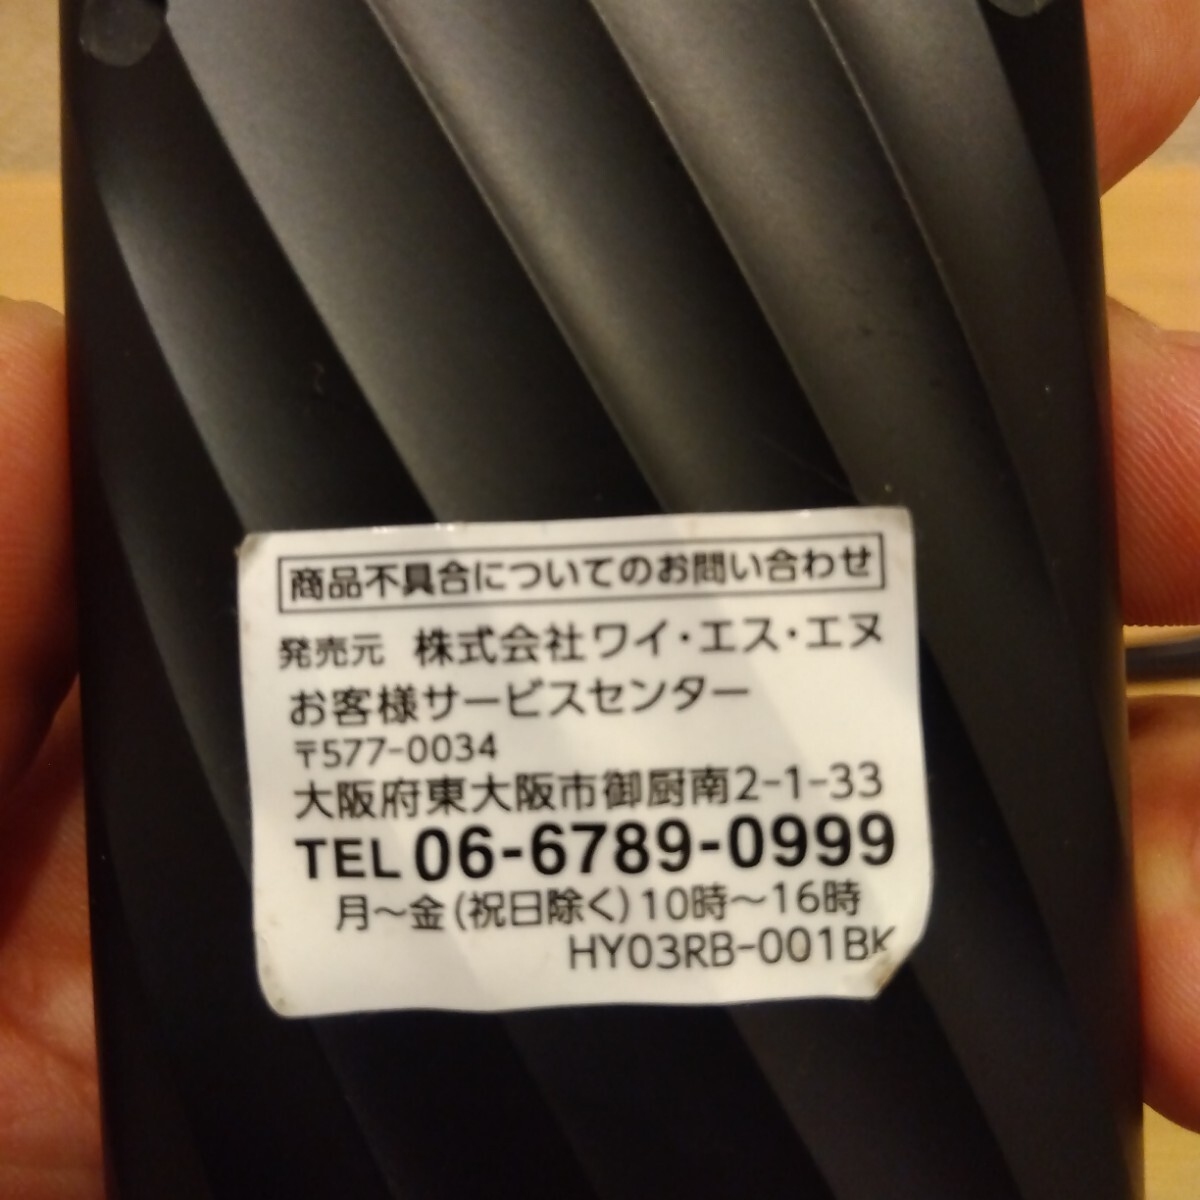 商品不具合についてのお問い合わせ
発売元 株式会社ワイ・エス・エヌ
お客様サービスセンター
〒577-0034
大阪府東大阪市御厨南2-1-33
TEL 06-6789-0999
月～金(祝日除く)10時～16時
HY03RB-001BK